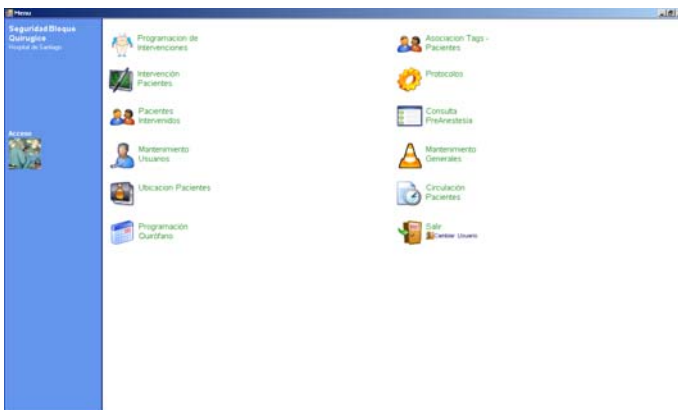 Menu
Seguridad Bloque
Quirugico
Hospital de Santiago
Acceso
Programacion de
Intervenciones
Asociacion Tags -
Pacientes
Intervención
Pacientes
Protocolos
Pacientes
Intervenidos
Consulta
PreAnestesia
Mantenimiento
Usuarios
Mantenimiento
Generales
Ubicacion Pacientes
Circulación
Pacientes
Programación
Quirófano
Salir
Cambiar Usuario